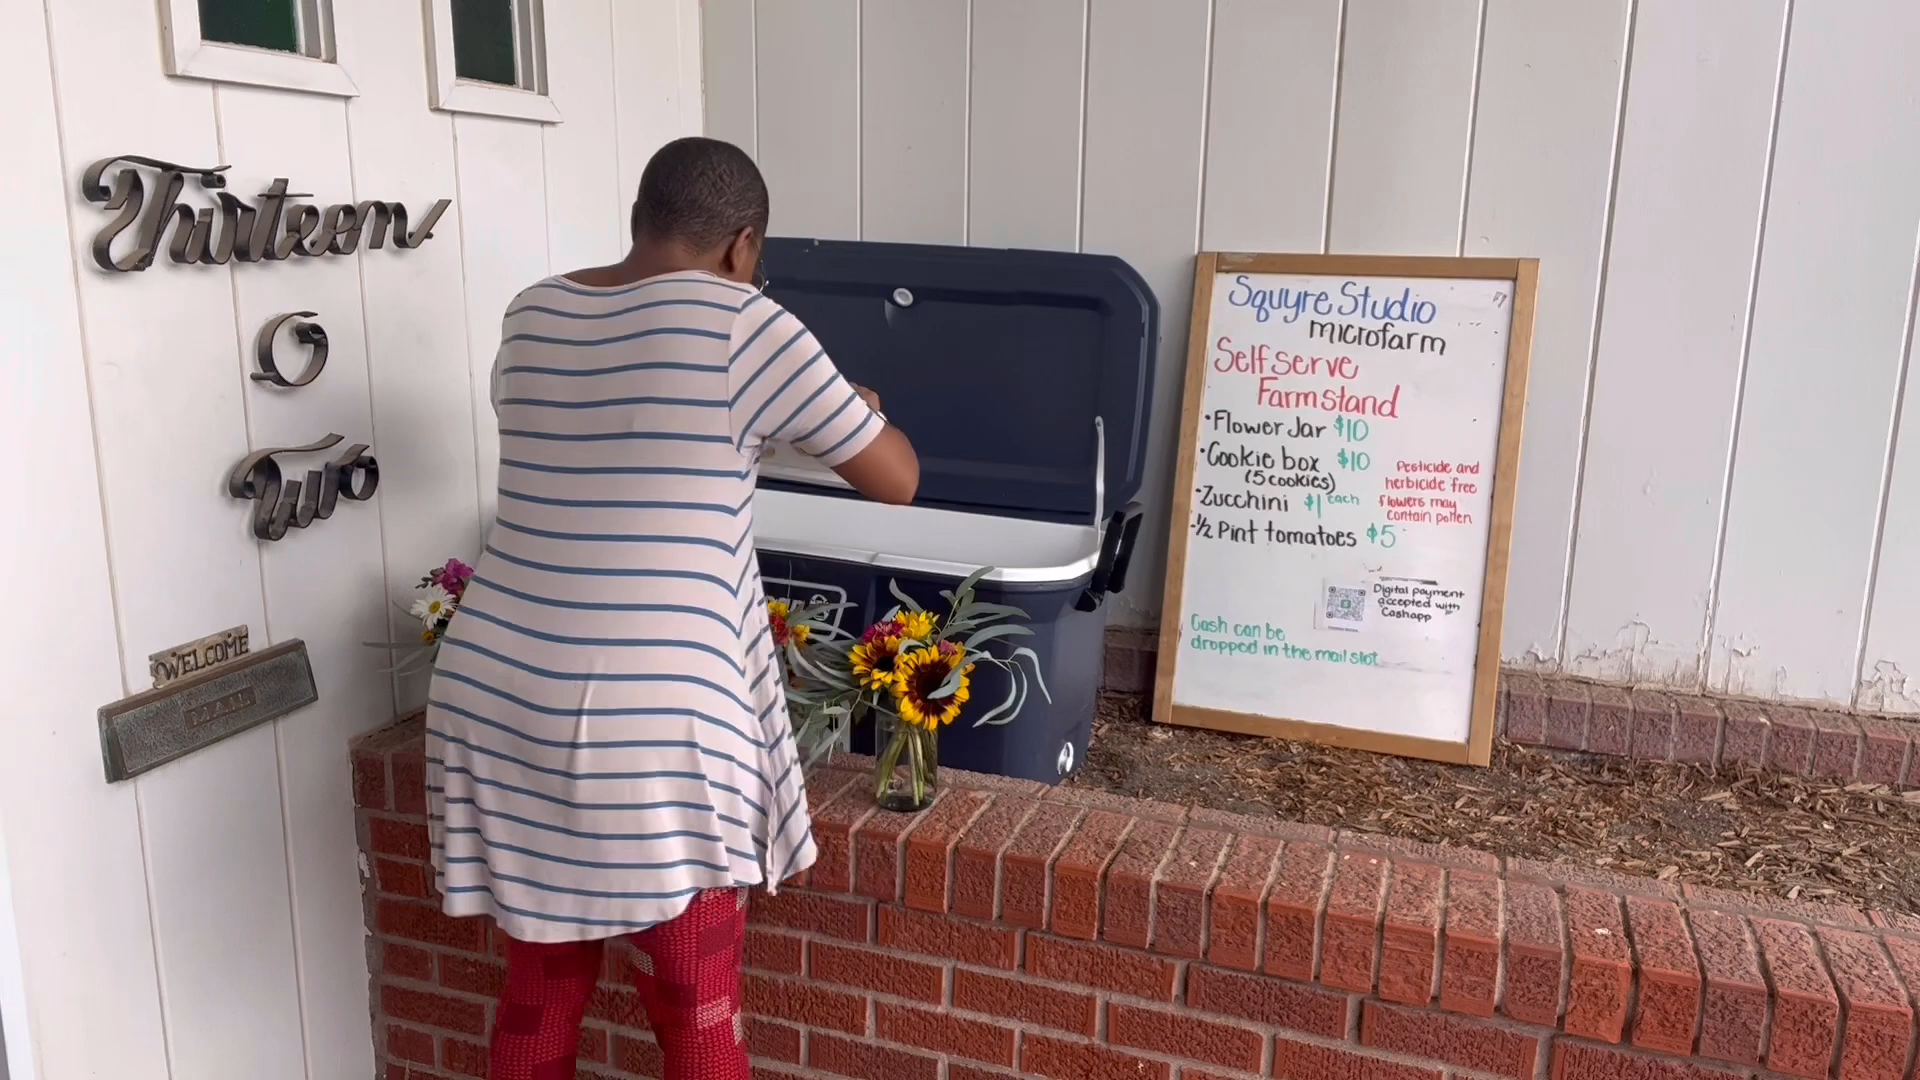 Thirteen
O
Two
WELCOME
MAIL
Squyre Studio
microfarm
Self serve
Farmstand
•Flower Jar $10
•Cookie box $10
(5 cookies)
•Zucchini $1 each
-1/2 Pint tomatoes $5
Pesticide and
herbicide free
flowers may
contain pollen
Digital payment
accepted with
Cashapp
Cash can be
dropped in the mail slot